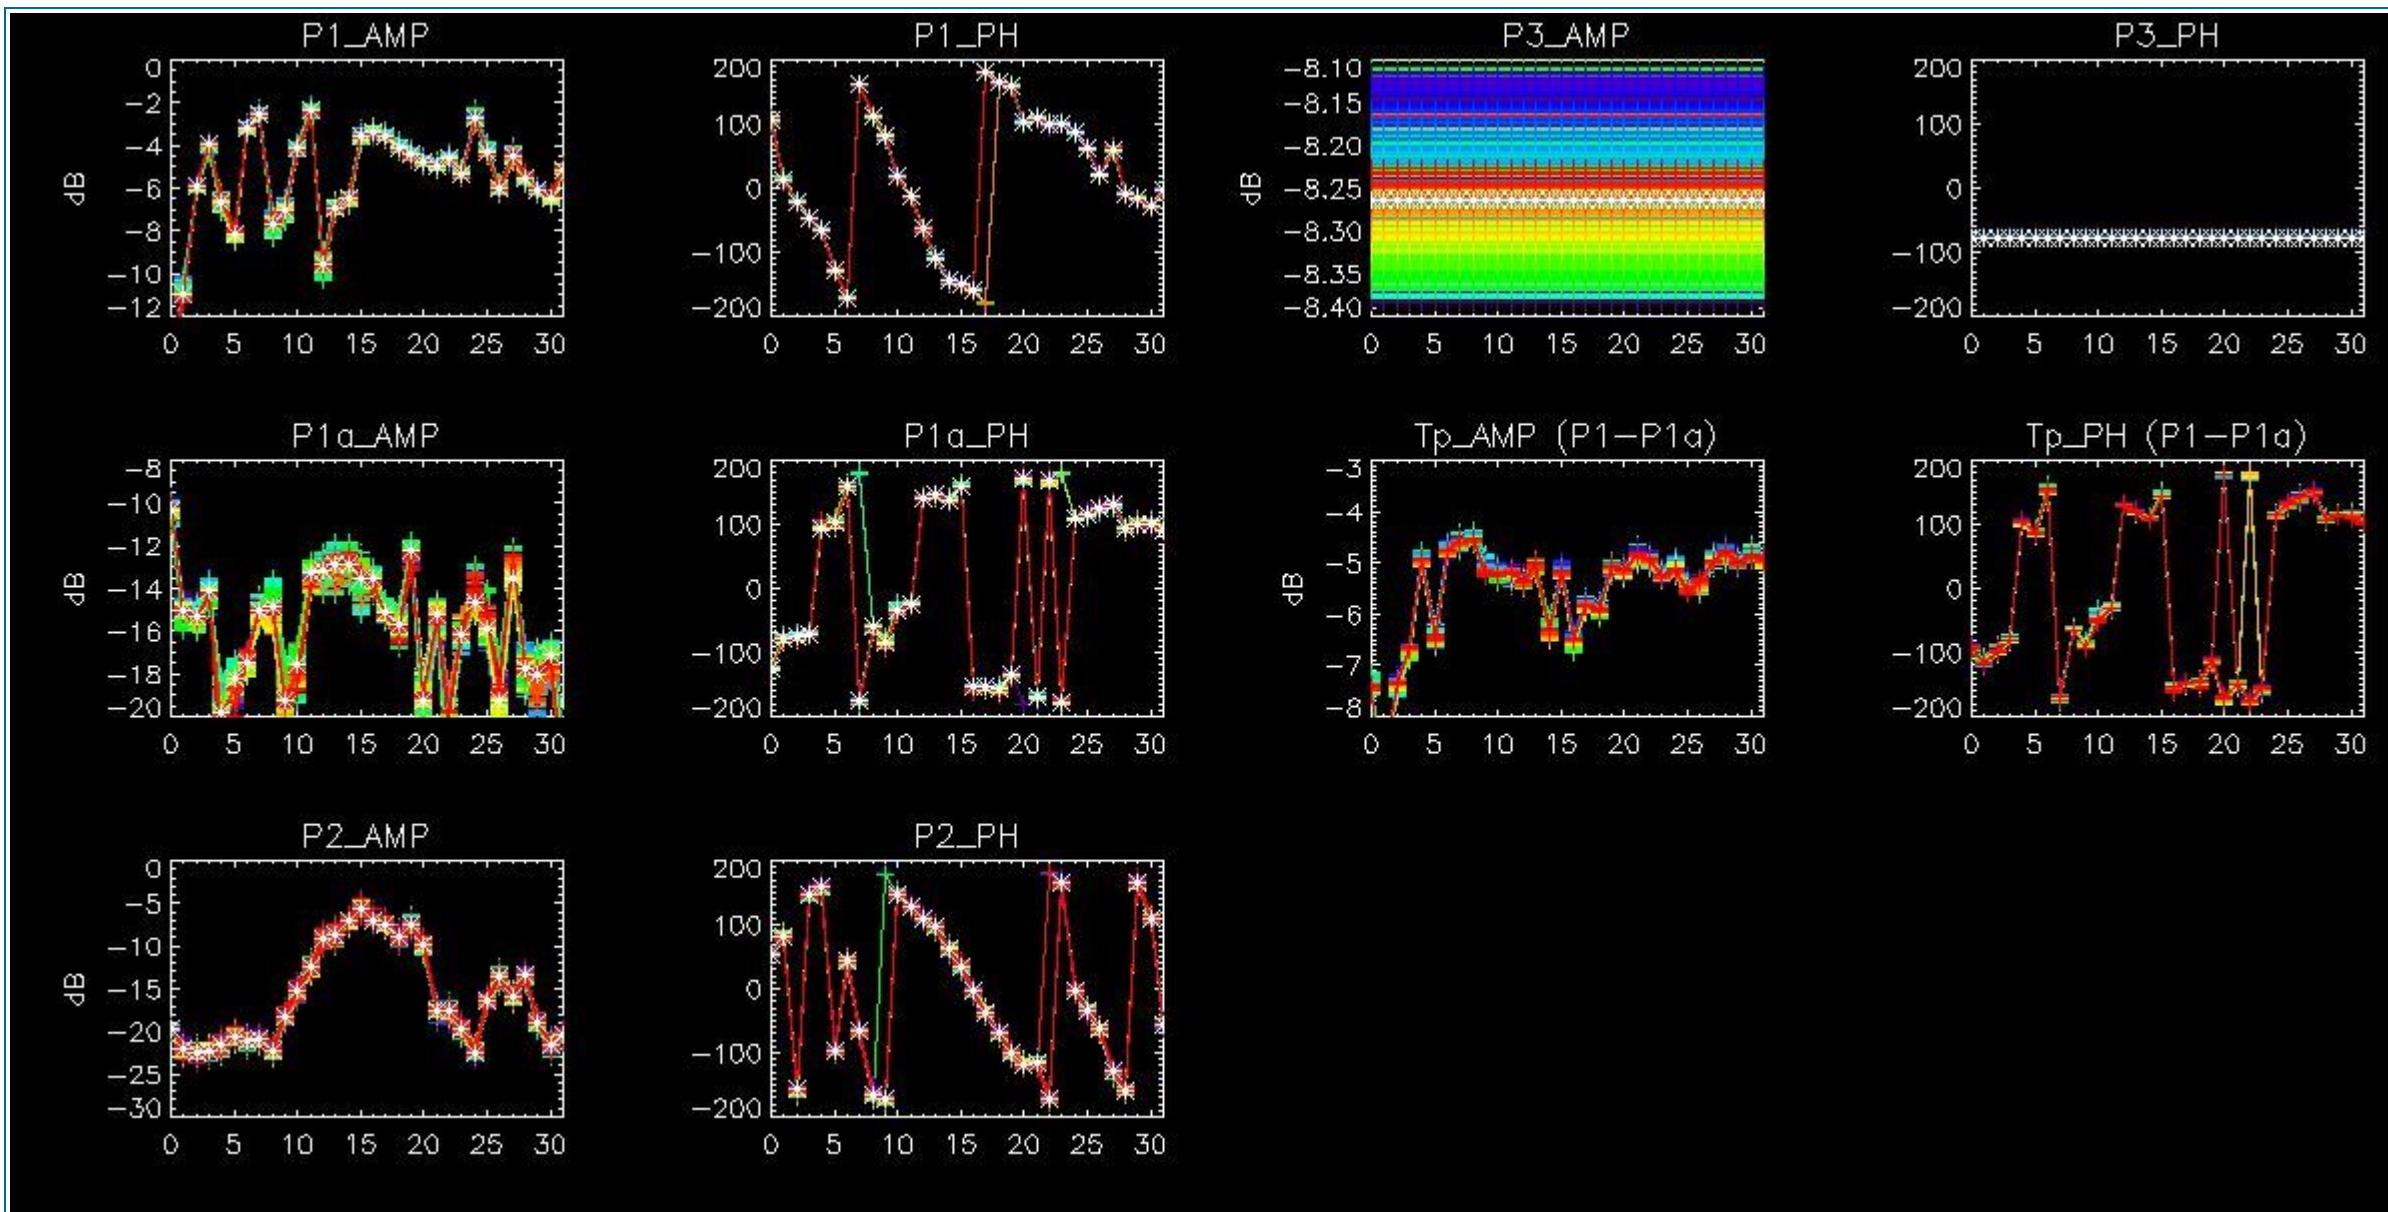 P1_AMP
0
−2
−4
−6
−8
−10
−12
dB
0 5 10 15 20 25 30
P1_PH
200
100
0
−100
−200
0 5 10 15 20 25 30
P3_AMP
−8.10
−8.15
−8.20
−8.25
−8.30
−8.35
−8.40
dB
0 5 10 15 20 25 30
P3_PH
200
100
0
−100
−200
0 5 10 15 20 25 30
P1a_AMP
−8
−10
−12
−14
−16
−18
−20
dB
0 5 10 15 20 25 30
P1a_PH
200
100
0
−100
−200
0 5 10 15 20 25 30
Tp_AMP (P1−P1a)
−3
−4
−5
−6
−7
−8
dB
0 5 10 15 20 25 30
Tp_PH (P1−P1a)
200
100
0
−100
−200
0 5 10 15 20 25 30
P2_AMP
0
−5
−10
−15
−20
−25
−30
dB
0 5 10 15 20 25 30
P2_PH
200
100
0
−100
−200
0 5 10 15 20 25 30